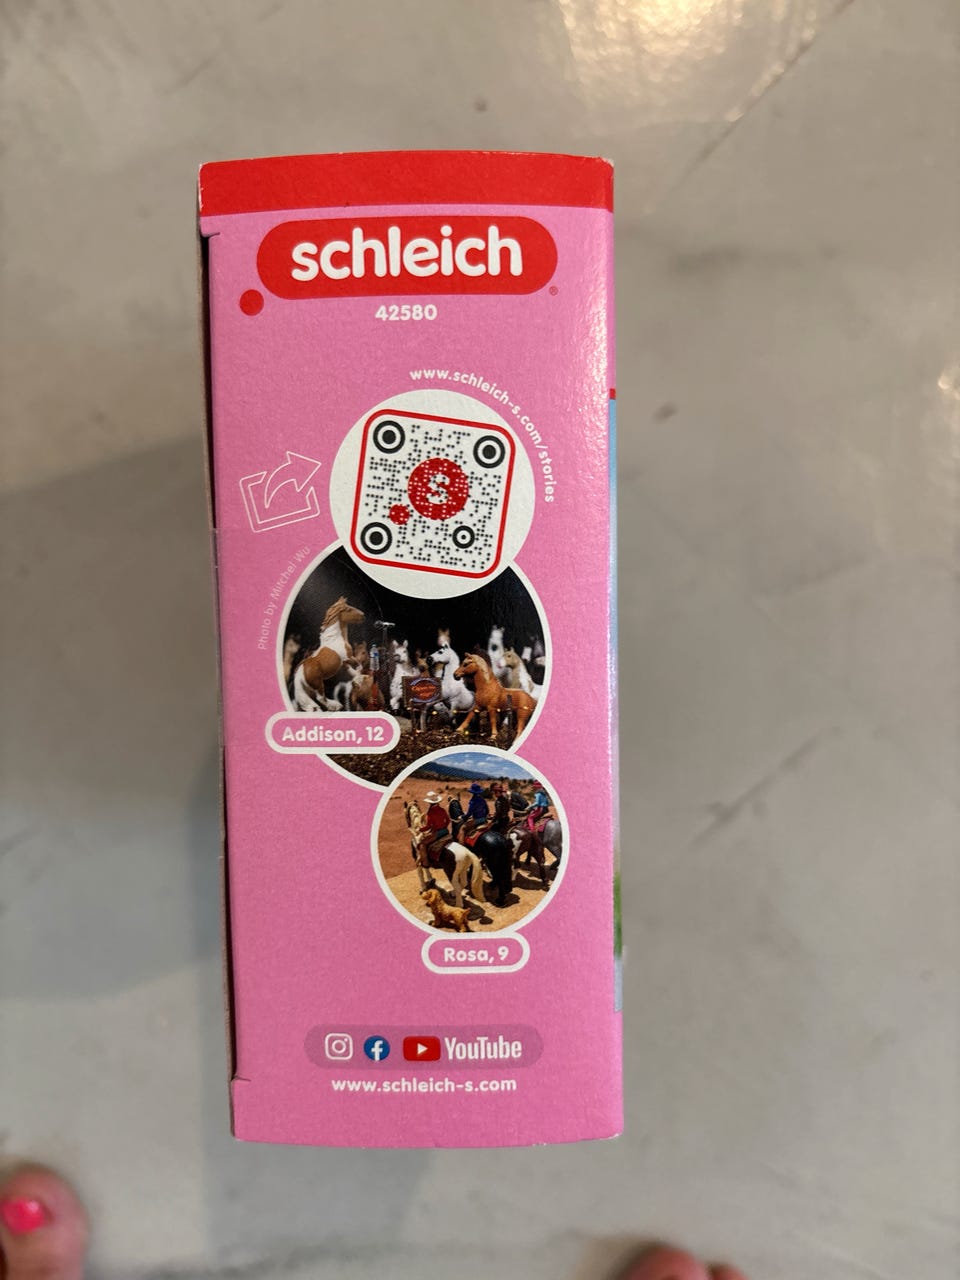 schleich®
42580
www.schleich-s.com/stories
S
Photo by Mitchel Wu
Addison, 12
Rosa, 9
YouTube
www.schleich-s.com